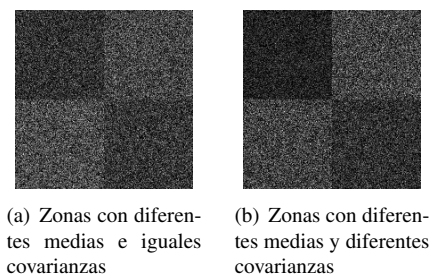 (a) Zonas con diferen-
tes medias e iguales
covarianzas
(b) Zonas con diferen-
tes medias y diferentes
covarianzas